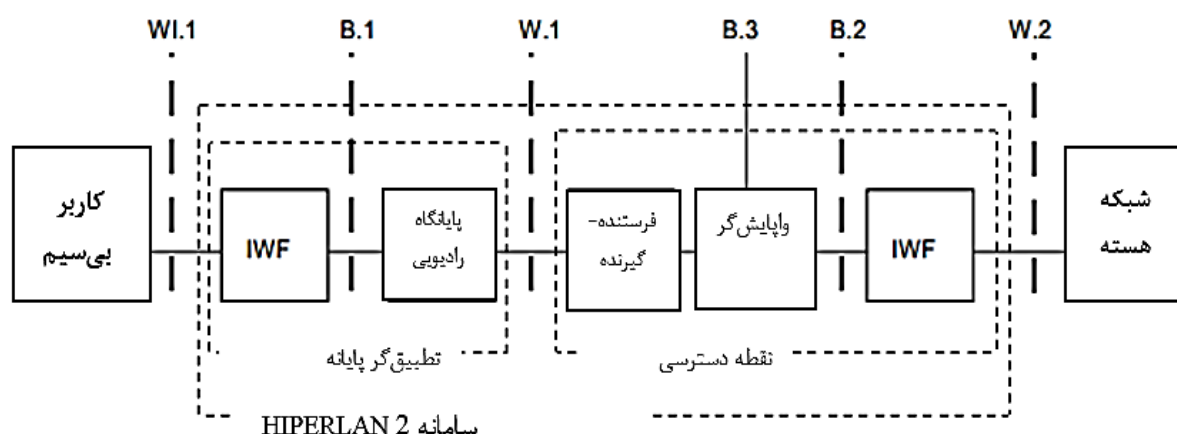 WI.1
B.1
W.1
B.3
B.2
W.2
کاربر
بی‌سیم
IWF
پایانگاه
رادیویی
فرستنده-
گیرنده
واپایش‌گر
IWF
شبکه
هسته
تطبیق‌گر پایانه
نقطه دسترسی
سامانه HIPERLAN 2